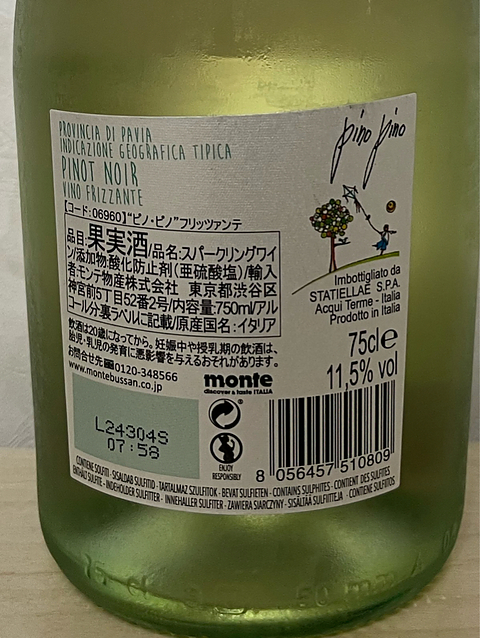 PROVINCIA DI PAVIA
INDICAZIONE GEOGRAFICA TIPICA
PINOT NOIR
VINO FRIZZANTE
pino pino
【コード:06960】“ピノ・ピノ”フリッツァンテ
品目:果実酒/品名:スパークリングワイ
ン/添加物:酸化防止剤(亜硫酸塩)/輸入
者:モンテ物産株式会社 東京都渋谷区
神宮前5丁目52番2号/内容量:750ml/アル
コール分:裏ラベルに記載/原産国名:イタリア
飲酒は20歳になってから。妊娠中や授乳期の飲酒は、
胎児・乳児の発育に悪影響を与えるおそれがあります。
お問合せ先 0120-348566
www.montebussan.co.jp
monte
discover & taste ITALIA
Imbottigliato da
STATIELLAE S.P.A.
Acqui Terme - Italia
Prodotto in Italia
75cl e
11,5% vol
L24304S
07:58
ENJOY
RESPONSIBLY
8 056457 510809
CONTIENE SOLFITI - SISALDAB SULFITIO - TARTALMAZ SZULFITOK - BEVAT SULFIETEN - CONTAINS SULPHITES - CONTIENT DES SULFITES
ENTHÄLT SULFITE - INDEHOLDER SULFITTER - INNEHALLER SULFITER - ZAWIERA SIARCZYNY - SISÄLTÄÄ SULFIITTEJA - CONTIENE SULFITOS